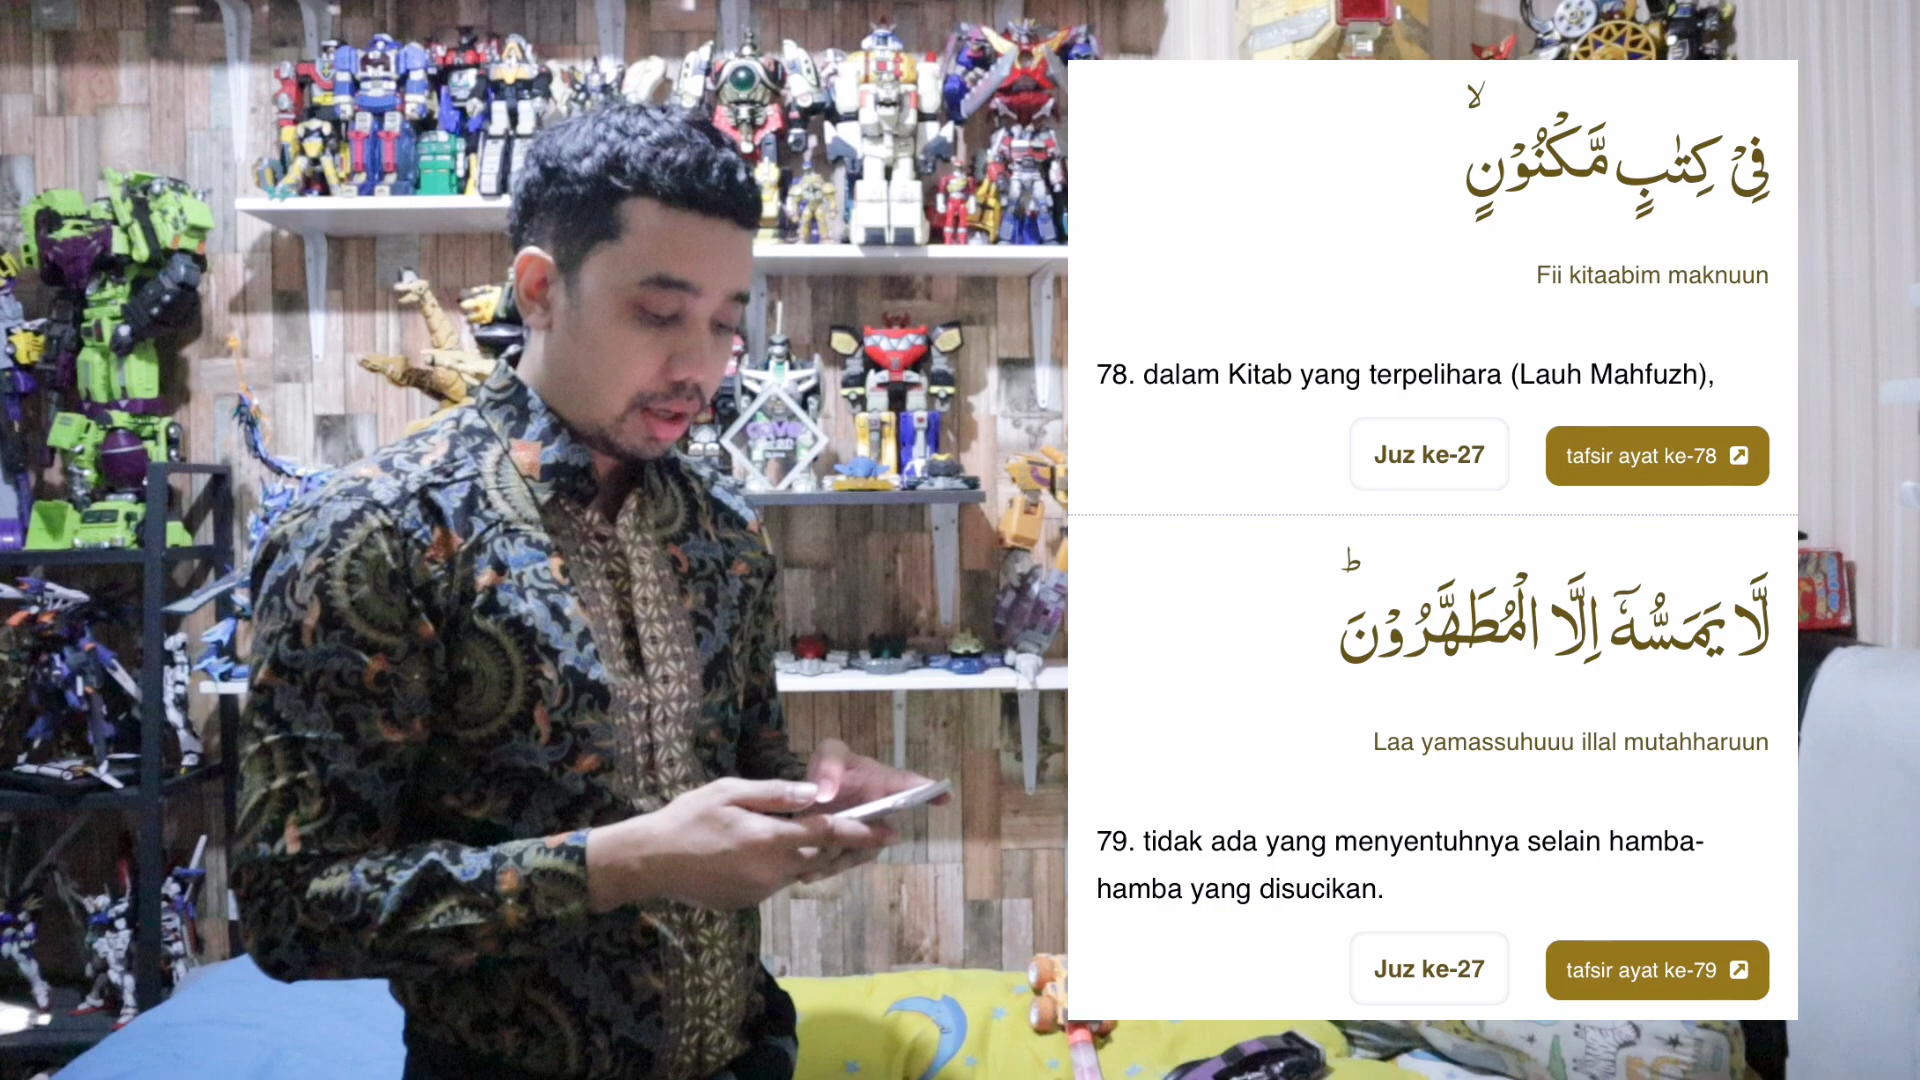 فِيْ كِتٰبٍ مَّكْنُوْنٍۙ
Fii kitaabim maknuun
78. dalam Kitab yang terpelihara (Lauh Mahfuzh),
Juz ke-27
tafsir ayat ke-78
لَّا يَمَسُّهٗٓ اِلَّا الْمُطَهَّرُوْنَۗ
Laa yamassuhuuu illal mutahharuun
79. tidak ada yang menyentuhnya selain hamba-
hamba yang disucikan.
Juz ke-27
tafsir ayat ke-79